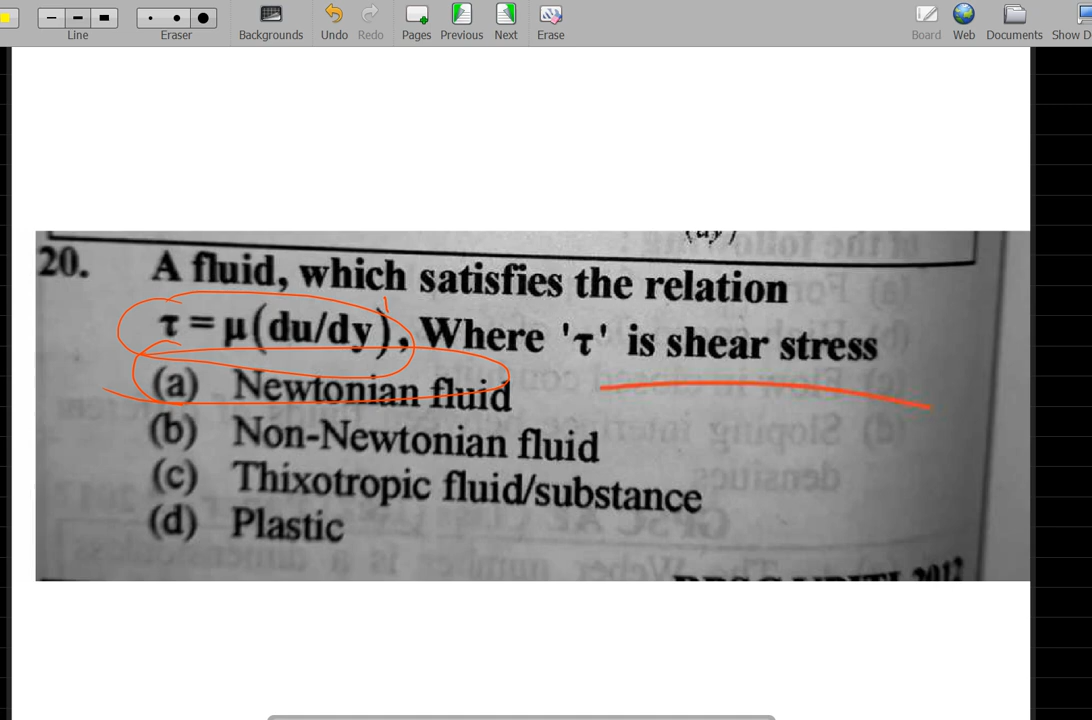 Line
Eraser
Backgrounds
Undo
Redo
Pages
Previous
Next
Erase
Board
Web
Documents
Show D
20. A fluid, which satisfies the relation
τ = μ(du/dy), Where 'τ' is shear stress
(a) Newtonian fluid
(b) Non-Newtonian fluid
(c) Thixotropic fluid/substance
(d) Plastic